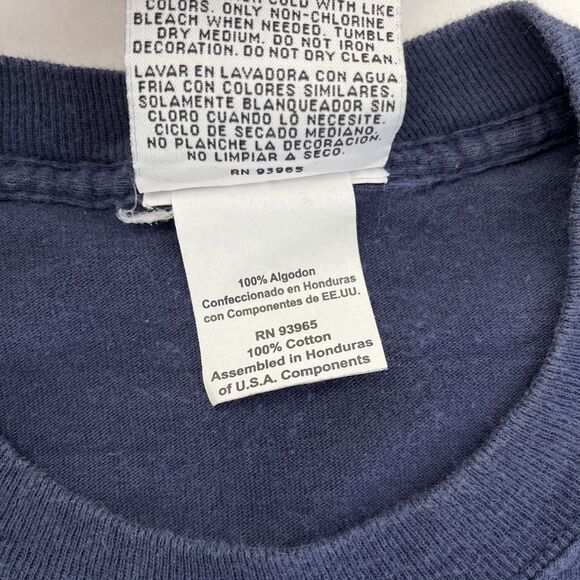 COLD WITH LIKE
COLORS. ONLY NON-CHLORINE
BLEACH WHEN NEEDED. TUMBLE
DRY MEDIUM. DO NOT IRON
DECORATION. DO NOT DRY CLEAN.
LAVAR EN LAVADORA CON AGUA
FRIA CON COLORES SIMILARES.
SOLAMENTE BLANQUEADOR SIN
CLORO CUANDO LO NECESITE.
CICLO DE SECADO MEDIANO.
NO PLANCHE LA DECORACION.
NO LIMPIAR A SECO.
RN 93965
100% Algodon
Confeccionado en Honduras
con Componentes de EE.UU.
RN 93965
100% Cotton
Assembled in Honduras
of U.S.A. Components